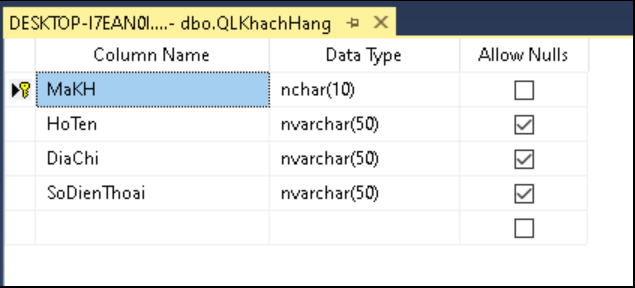 DESKTOP-I7EAN0I....- dbo.QLKhachHang
Column Name Data Type Allow Nulls
MaKH nchar(10)
HoTen nvarchar(50)
DiaChi nvarchar(50)
SoDienThoai nvarchar(50)